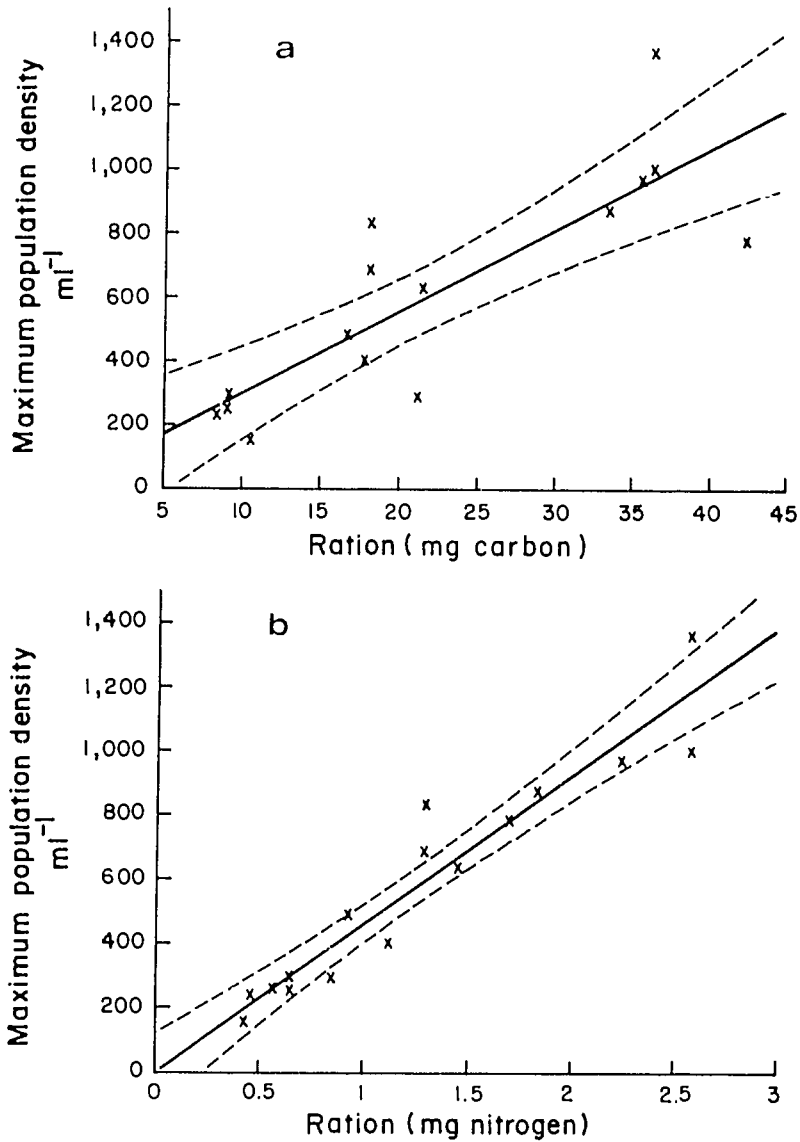 a
1,400
1,200
1,000
800
600
400
200
0
Maximum population density
ml⁻¹
5 10 15 20 25 30 35 40 45
Ration (mg carbon)
b
1,400
1,200
1,000
800
600
400
200
0
Maximum population density
ml⁻¹
0 0.5 1 1.5 2 2.5 3
Ration (mg nitrogen)